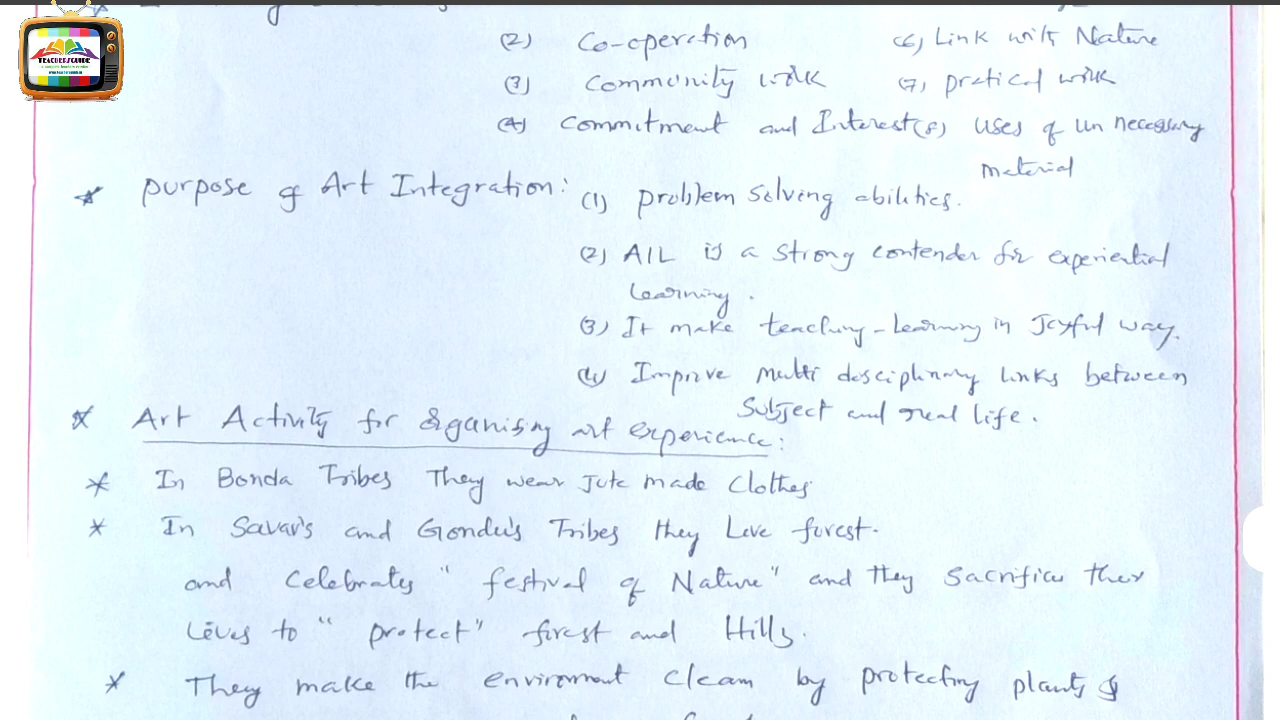 TEACHERSGUIDE
(2) Co-operation (6) Link with Nature
(3) Community work (7) pretical work
(4) Commitment and Interest (8) Uses of un necessary
material
* purpose of Art Integration: (1) problem solving abilities.
(2) AIL is a strong contender for experiential
learning.
(3) It make teaching-learning in Joyful way.
(4) Improve multi desciplinary links between
subject and real life.
* Art Activity for organising art experience:
* In Bonda Tribes They wear Jute made Clothes
* In Savar's and Gondu's Tribes they Live forest.
and Celebrates "festival of Nature" and they sacrifice ther
lives to "protect" forest and Hills.
* They make the environment clean by protecting plants &